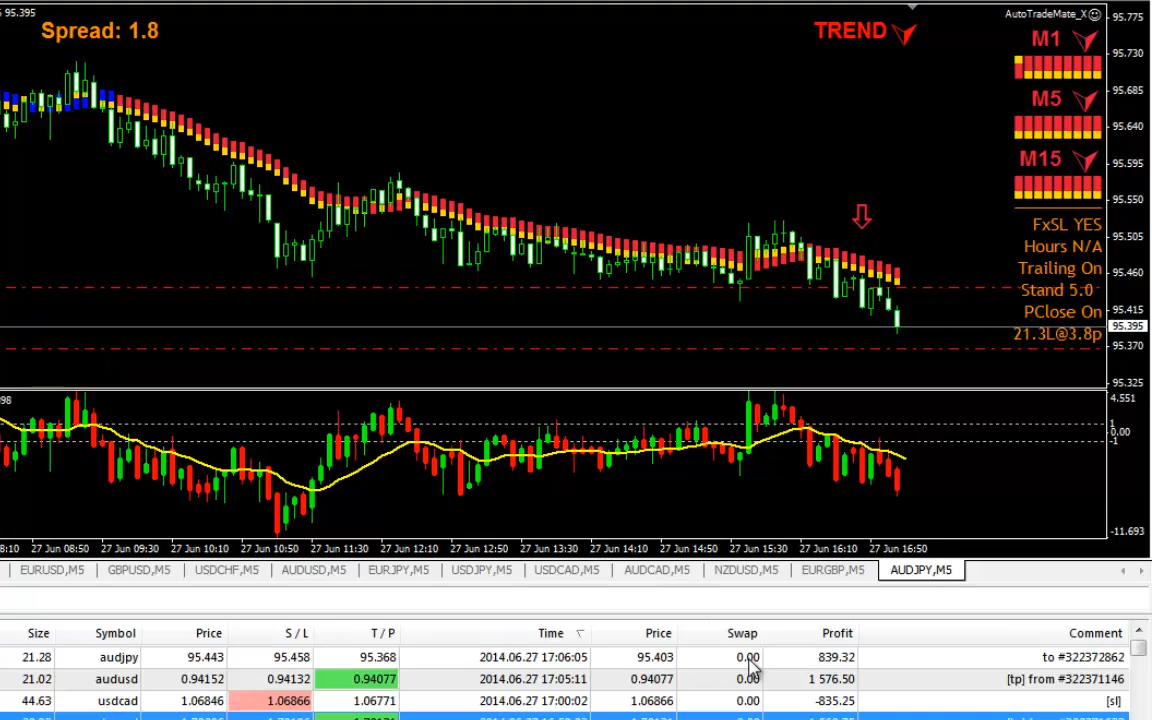 5 95.395
Spread: 1.8
TREND
AutoTradeMate_X
M1
M5
M15
FxSL YES
Hours N/A
Trailing On
Stand 5.0
PClose On
21.3L@3.8p
95.775
95.730
95.685
95.640
95.595
95.550
95.505
95.460
95.415
95.395
95.370
95.325
98
4.551
1
0.00
-1
-11.693
8:10 27 Jun 08:50 27 Jun 09:30 27 Jun 10:10 27 Jun 10:50 27 Jun 11:30 27 Jun 12:10 27 Jun 12:50 27 Jun 13:30 27 Jun 14:10 27 Jun 14:50 27 Jun 15:30 27 Jun 16:10 27 Jun 16:50
EURUSD,M5 GBPUSD,M5 USDCHF,M5 AUDUSD,M5 EURJPY,M5 USDJPY,M5 USDCAD,M5 AUDCAD,M5 NZDUSD,M5 EURGBP,M5 AUDJPY,M5
Size Symbol Price S / L T / P Time Price Swap Profit Comment
21.28 audjpy 95.443 95.458 95.368 2014.06.27 17:06:05 95.403 0.00 839.32 to #322372862
21.02 audusd 0.94152 0.94132 0.94077 2014.06.27 17:05:11 0.94077 0.00 1 576.50 [tp] from #322371146
44.63 usdcad 1.06846 1.06866 1.06771 2014.06.27 17:00:02 1.06866 0.00 -835.25 [sl]